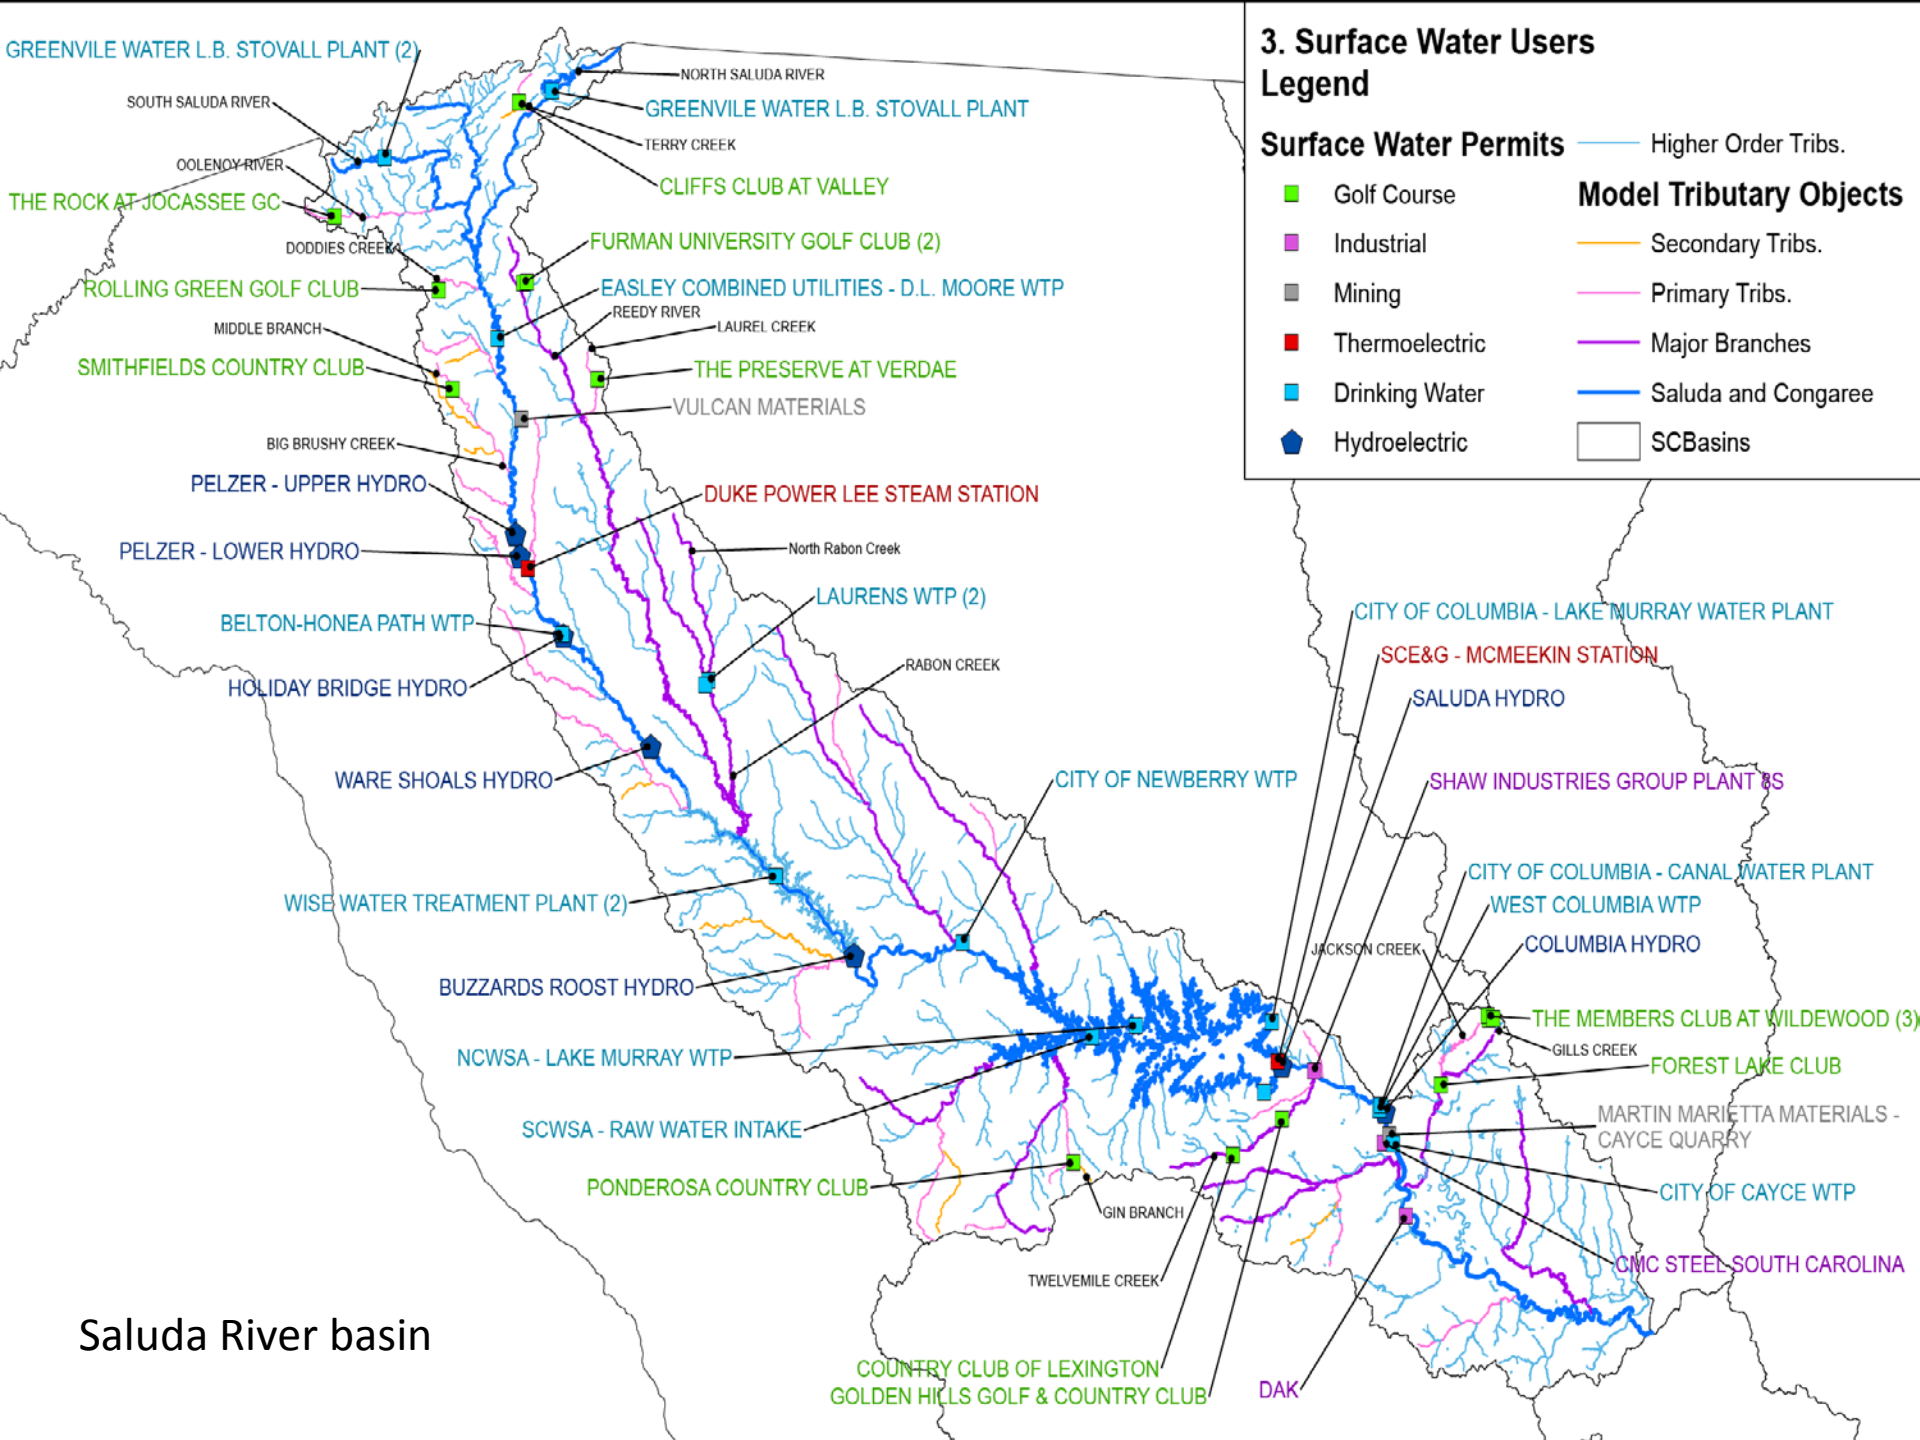 GREENVILE WATER L.B. STOVALL PLANT (2)
NORTH SALUDA RIVER
SOUTH SALUDA RIVER
GREENVILE WATER L.B. STOVALL PLANT
TERRY CREEK
OOLENOY RIVER
CLIFFS CLUB AT VALLEY
THE ROCK AT JOCASSEE GC
DODDIES CREEK
FURMAN UNIVERSITY GOLF CLUB (2)
ROLLING GREEN GOLF CLUB
EASLEY COMBINED UTILITIES - D.L. MOORE WTP
REEDY RIVER
MIDDLE BRANCH
LAUREL CREEK
SMITHFIELDS COUNTRY CLUB
THE PRESERVE AT VERDAE
VULCAN MATERIALS
BIG BRUSHY CREEK
PELZER - UPPER HYDRO
DUKE POWER LEE STEAM STATION
PELZER - LOWER HYDRO
North Rabon Creek
LAURENS WTP (2)
BELTON-HONEA PATH WTP
RABON CREEK
HOLIDAY BRIDGE HYDRO
WARE SHOALS HYDRO
CITY OF NEWBERRY WTP
WISE WATER TREATMENT PLANT (2)
BUZZARDS ROOST HYDRO
NCWSA - LAKE MURRAY WTP
SCWSA - RAW WATER INTAKE
PONDEROSA COUNTRY CLUB
GIN BRANCH
TWELVEMILE CREEK
COUNTRY CLUB OF LEXINGTON
GOLDEN HILLS GOLF & COUNTRY CLUB
DAK
3. Surface Water Users
Legend
Surface Water Permits
Golf Course
Industrial
Mining
Thermoelectric
Drinking Water
Hydroelectric
Higher Order Tribs.
Model Tributary Objects
Secondary Tribs.
Primary Tribs.
Major Branches
Saluda and Congaree
SCBasins
CITY OF COLUMBIA - LAKE MURRAY WATER PLANT
SCE&G - MCMEEKIN STATION
SALUDA HYDRO
SHAW INDUSTRIES GROUP PLANT 8S
CITY OF COLUMBIA - CANAL WATER PLANT
WEST COLUMBIA WTP
COLUMBIA HYDRO
JACKSON CREEK
THE MEMBERS CLUB AT WILDEWOOD (3)
GILLS CREEK
FOREST LAKE CLUB
MARTIN MARIETTA MATERIALS -
CAYCE QUARRY
CITY OF CAYCE WTP
CMC STEEL SOUTH CAROLINA
Saluda River basin